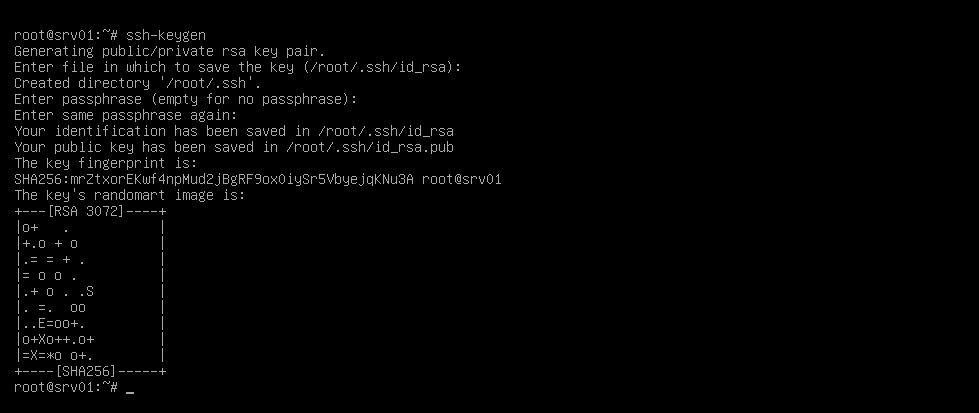 root@srv01:~# ssh-keygen
Generating public/private rsa key pair.
Enter file in which to save the key (/root/.ssh/id_rsa):
Created directory '/root/.ssh'.
Enter passphrase (empty for no passphrase):
Enter same passphrase again:
Your identification has been saved in /root/.ssh/id_rsa
Your public key has been saved in /root/.ssh/id_rsa.pub
The key fingerprint is:
SHA256:mrZtxorEKwf4npMud2jBgRF9ox0iySr5VbyejqKNu3A root@srv01
The key's randomart image is:
+---[RSA 3072]----+
|o+   .           |
|+.o + o          |
|.= = + .         |
|= o o .          |
|.+ o . .S        |
|. =.  oo         |
|..E=oo+.         |
|o+Xo++.o+        |
|=X=*o o+.        |
+----[SHA256]-----+
root@srv01:~# _